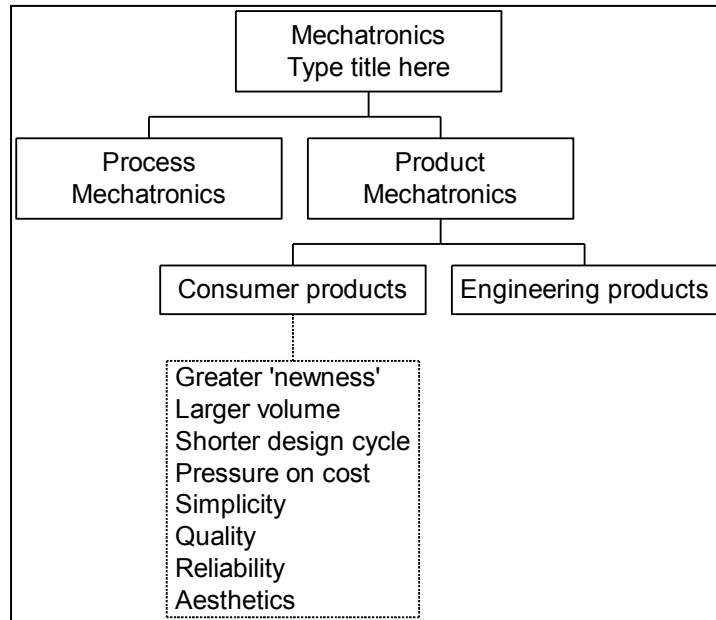 Mechatronics
Type title here
Process
Mechatronics
Product
Mechatronics
Consumer products
Engineering products
Greater 'newness'
Larger volume
Shorter design cycle
Pressure on cost
Simplicity
Quality
Reliability
Aesthetics